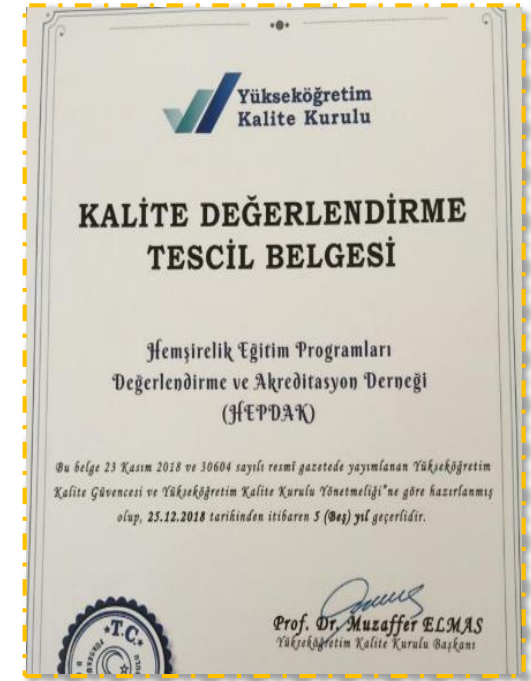 Yükseköğretim
Kalite Kurulu
KALİTE DEĞERLENDİRME
TESCİL BELGESİ
Hemşirelik Eğitim Programları
Değerlendirme ve Akreditasyon Derneği
(HEPDAK)
Bu belge 23 Kasım 2018 ve 30604 sayılı resmî gazetede yayımlanan Yükseköğretim
Kalite Güvencesi ve Yükseköğretim Kalite Kurulu Yönetmeliği"ne göre hazırlanmış
olup, 25.12.2018 tarihinden itibaren 5 (Beş) yıl geçerlidir.
Prof. Dr. Muzaffer ELMAS
Yükseköğretim Kalite Kurulu Başkanı
*T.C.*